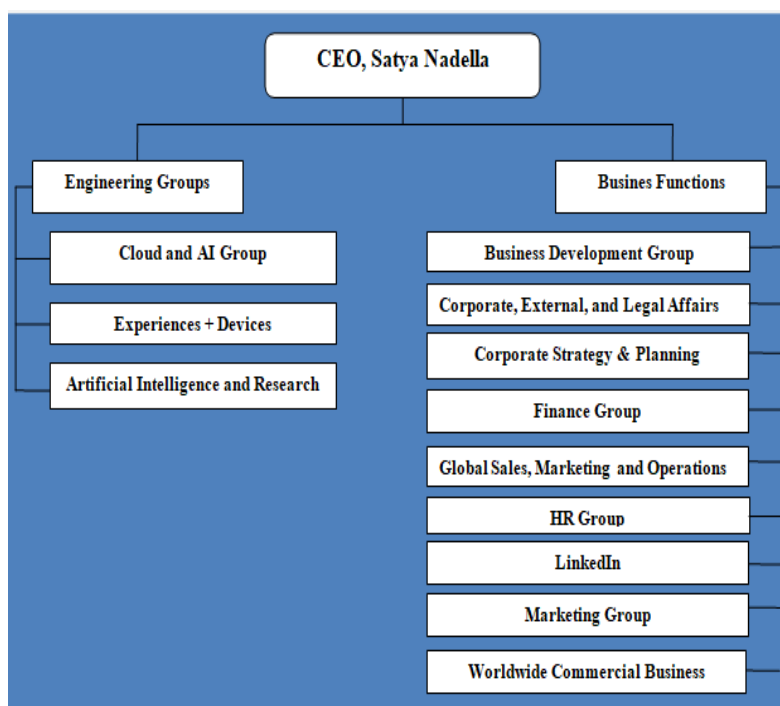 CEO, Satya Nadella
Engineering Groups
Busines Functions
Cloud and AI Group
Experiences + Devices
Artificial Intelligence and Research
Business Development Group
Corporate, External, and Legal Affairs
Corporate Strategy & Planning
Finance Group
Global Sales, Marketing and Operations
HR Group
LinkedIn
Marketing Group
Worldwide Commercial Business